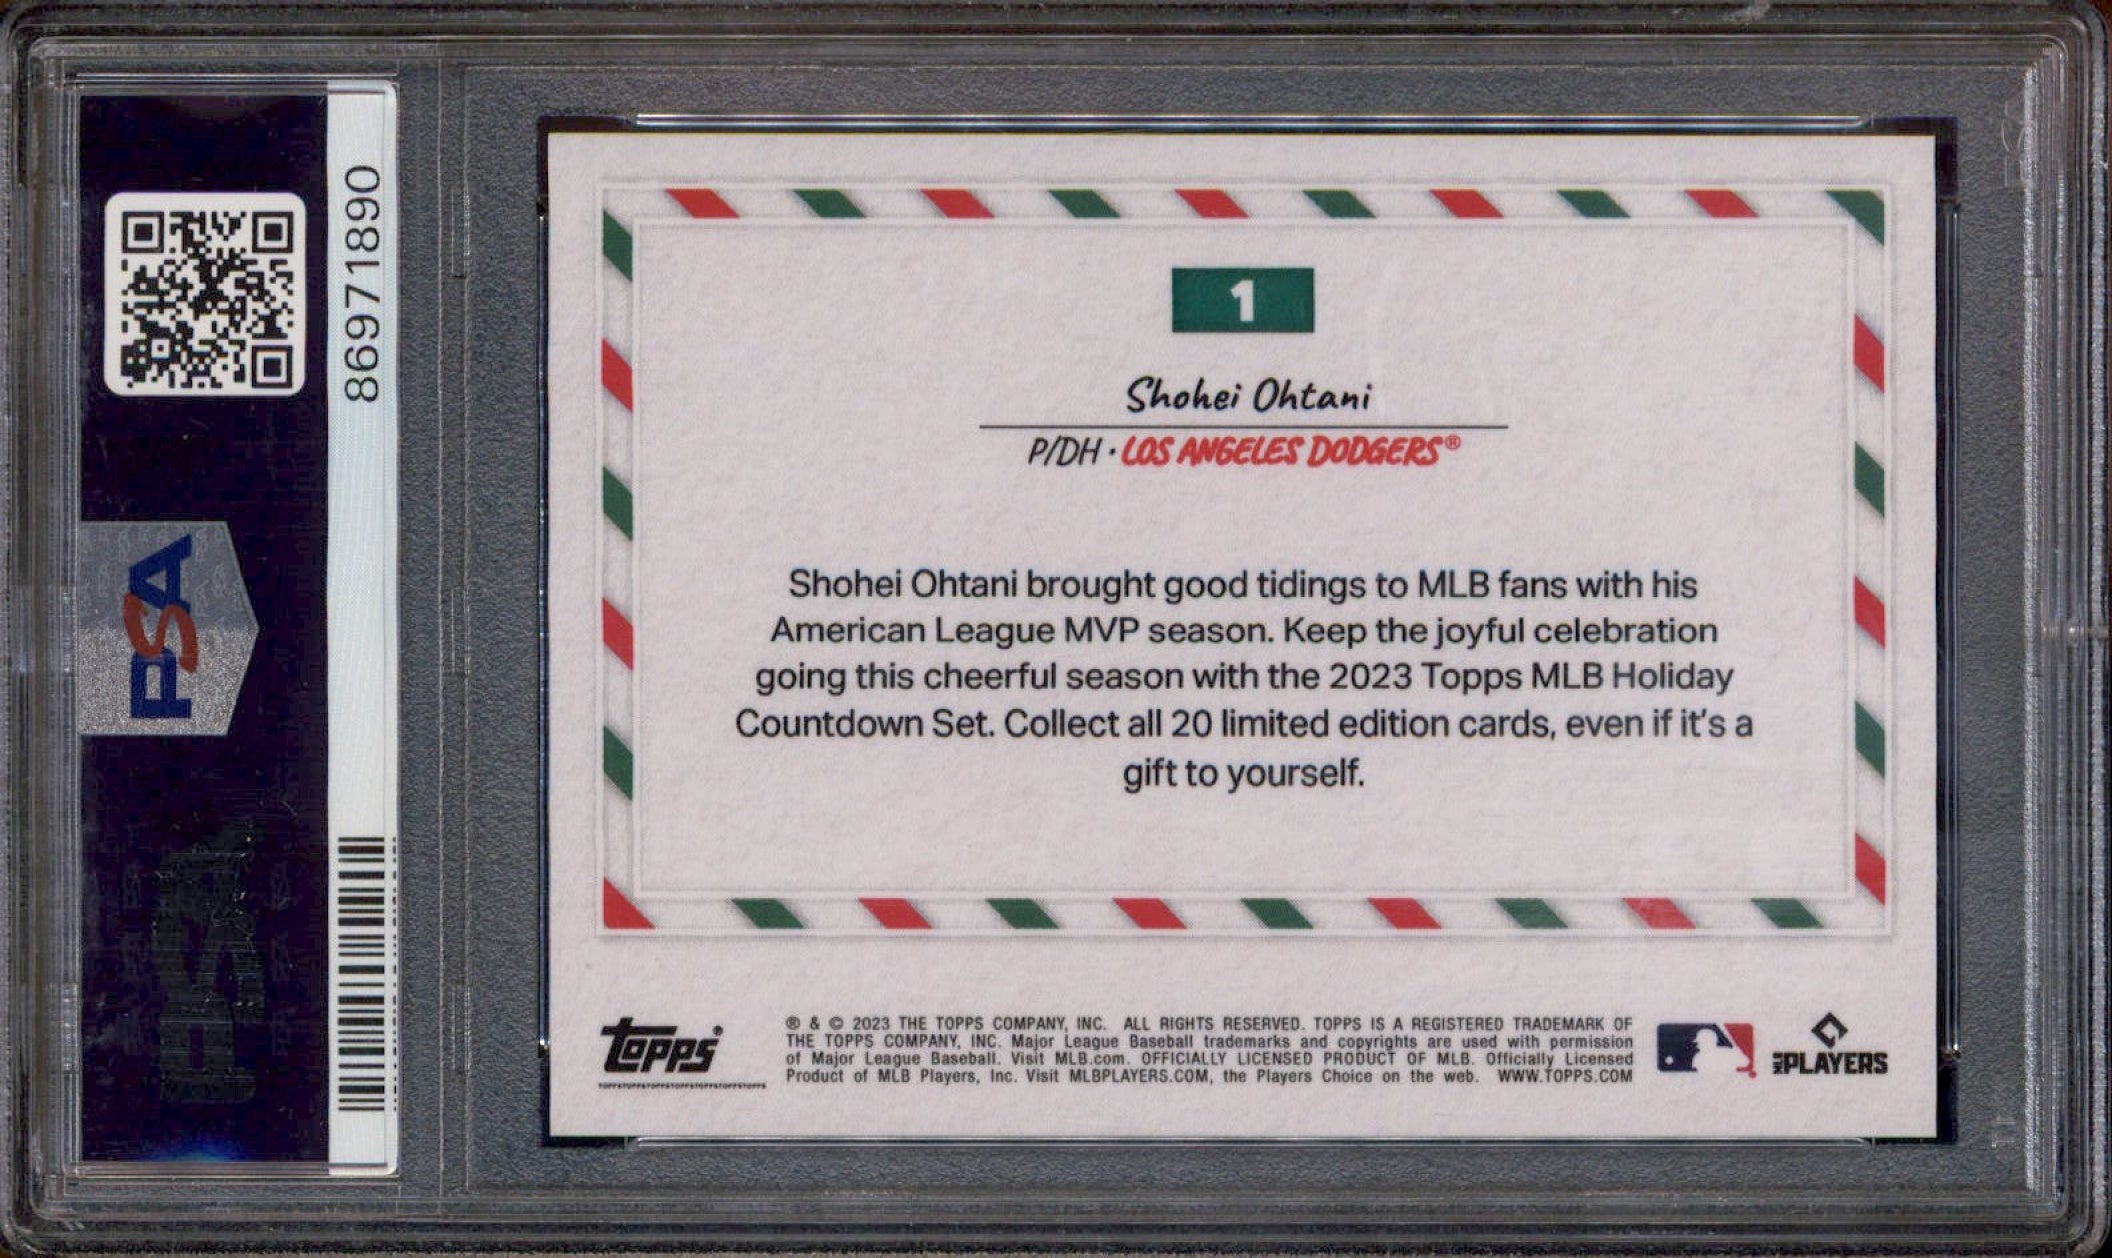 86971890
PSA
1
Shohei Ohtani
P/DH · LOS ANGELES DODGERS®
Shohei Ohtani brought good tidings to MLB fans with his
American League MVP season. Keep the joyful celebration
going this cheerful season with the 2023 Topps MLB Holiday
Countdown Set. Collect all 20 limited edition cards, even if it's a
gift to yourself.
topps®
® & © 2023 THE TOPPS COMPANY, INC. ALL RIGHTS RESERVED. TOPPS IS A REGISTERED TRADEMARK OF
THE TOPPS COMPANY, INC. Major League Baseball trademarks and copyrights are used with permission
of Major League Baseball. Visit MLB.com. OFFICIALLY LICENSED PRODUCT OF MLB. Officially Licensed
Product of MLB Players, Inc. Visit MLBPLAYERS.COM, the Players Choice on the web. WWW.TOPPS.COM
MLB PLAYERS